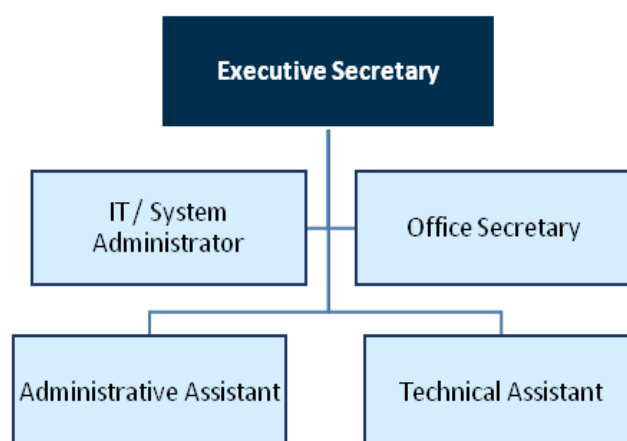 Executive Secretary
IT / System
Administrator
Office Secretary
Administrative Assistant
Technical Assistant